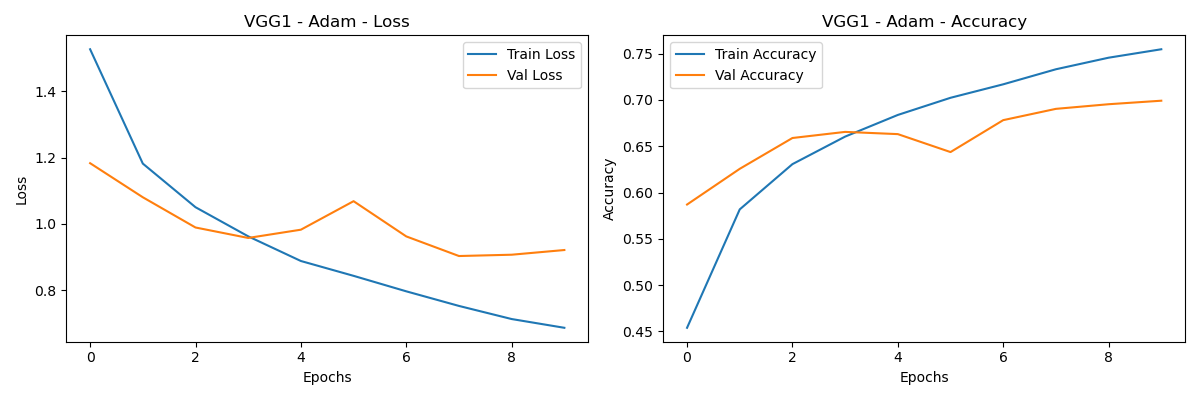 VGG1 - Adam - Loss
Train Loss
Val Loss
1.4
1.2
1.0
0.8
Loss
0 2 4 6 8
Epochs
VGG1 - Adam - Accuracy
Train Accuracy
Val Accuracy
0.75
0.70
0.65
0.60
0.55
0.50
0.45
Accuracy
0 2 4 6 8
Epochs